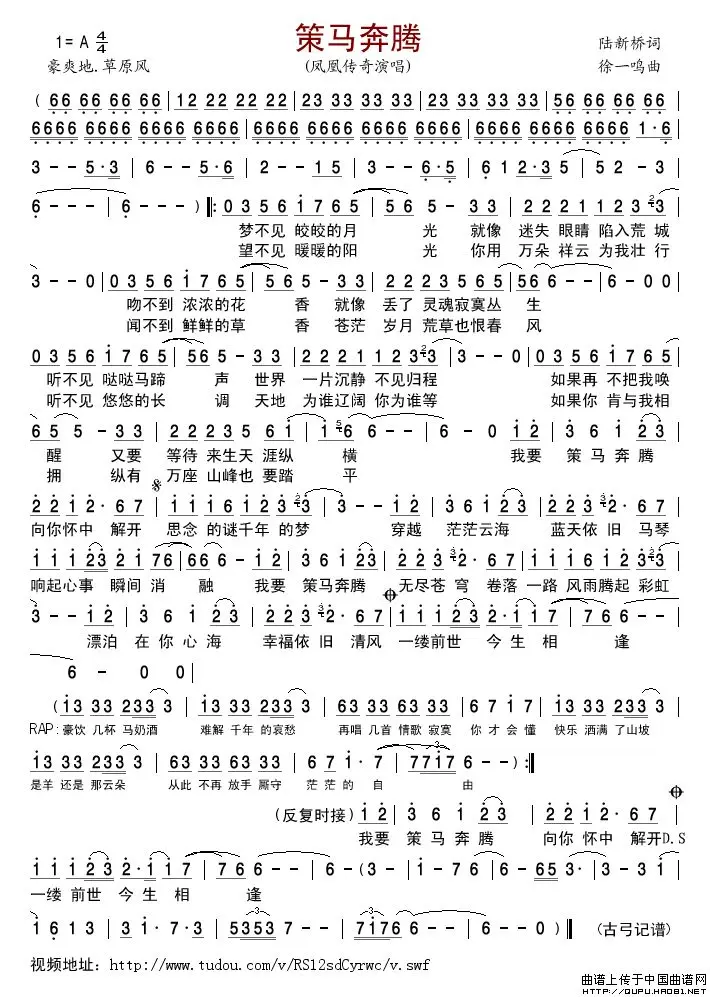 策马奔腾
1= A 4/4
陆新桥词
豪爽地.草原风
(凤凰传奇演唱)
徐一鸣曲
( 66 66 66 66 | 12 22 22 22 | 23 33 33 33 | 23 33 33 33 | 56 66 66 66 |
6666 6666 6666 6666 | 6666 6666 6666 6666 | 6666 6666 6666 6666 | 1·6 |
3 - - 5·3 | 6 - - 5·6 | 2 - - 1 5 | 3 - - 6·5 | 6 12 3 5 | 5 2 - 3 |
6 - - - | 6 - - - ) ‖: 0 3 5 6 1 7 6 5 | 5 6 5 - 3 3 | 2 2 2 1 1 2 3 3 |
梦不见 皎皎的月 光 就像 迷失 眼睛 陷入荒 城
望不见 暖暖的阳 光 你用 万朵 祥云 为我壮 行
3 - - 0 | 0 3 5 6 1 7 6 5 | 5 6 5 - 3 3 | 2 2 2 3 5 6 5 | 56 6 - - | 6 - 0 0 |
吻不到 浓浓的花 香 就像 丢了 灵魂寂寞丛 生
闻不到 鲜鲜的草 香 苍茫 岁月 荒草也恨春 风
0 3 5 6 1 7 6 5 | 5 6 5 - 3 3 | 2 2 2 1 1 2 3 3 | 3 - - 0 | 0 3 5 6 1 7 6 5 |
听不见 哒哒马蹄 声 世界 一片沉静 不见归程 如果再 不把我唤
听不见 悠悠的长 调 天地 为谁辽阔 你为谁等 如果你 肯与我相
6 5 5 - 3 3 | 2 2 2 3 5 6 1 | 1 6 6 - - | 6 - 0 1 2 | 3 6 1 2 3 |
醒 又要 等待 来生天 涯纵 横 我要 策 马 奔 腾
拥 纵有 万座 山峰也 要踏 平
2 2 1 2· 6 7 | 1 1 1 6 1 2 3 3 | 3 - - 1 2 | 3 6 1 2 3 | 2 2 3 2· 6 7 |
向你 怀中 解开 思念 的谜千年 的梦 穿越 茫茫云海 蓝天依 旧 马琴
1 1 1 2 3 2 1 7 6 | 6 6 6 - 1 2 | 3 6 1 2 3 | 2 2 3 2· 6 7 | 1 1 1 6 1 2 3 3 |
响起心事 瞬间 消 融 我要 策马奔腾 无尽苍 穹 卷落 一路 风雨腾起 彩虹
3 - - 1 2 | 3 6 1 2 3 | 2 2 3 2· 6 7 | 1 1 1 2 3 2· 1 1 7 | 7 6 6 - - |
漂泊 在 你 心 海 幸福依 旧 清风 一缕前世 今 生 相 逢
6 - 0 0 |
( 13 33 233 3 | 13 33 233 3 | 63 33 63 33 | 6 7 1 7 | 33 33 233 3 |
RAP:豪饮 几杯 马奶酒 难解 千年 的哀愁 再唱 几首 情歌 寂寞 你 才 会 懂 快乐 洒满 了山坡
13 33 233 3 | 63 63 63 33 | 6 7 1· 7 | 7717 6 - - ) :‖
是羊 还是 那云朵 从此 不再 放手 厮守 茫 茫 的 自 由
(反复时接) 1 2 | 3 6 1 2 3 | 2 2 1 2· 6 7 |
我要 策 马 奔 腾 向你 怀中 解开D.S
1 1 1 2 3 2· 1 1 7 | 7 6 6 - - | 6 - (3 - | 1 - 7 1 7 6 | 6 - 65 3· | 3 - 3 1 |
一缕 前世 今 生 相 逢
1 6 1 3 | 3 1· 7· 3 | 5353 7 - - | 7176 6 - - | 6 - - - ) ‖ (古弓记谱)
视频地址: http://www.tudou.com/v/RS12sdCyrwc/v.swf
曲谱上传于中国曲谱网
HTTP://QUPU.HAO81.NET